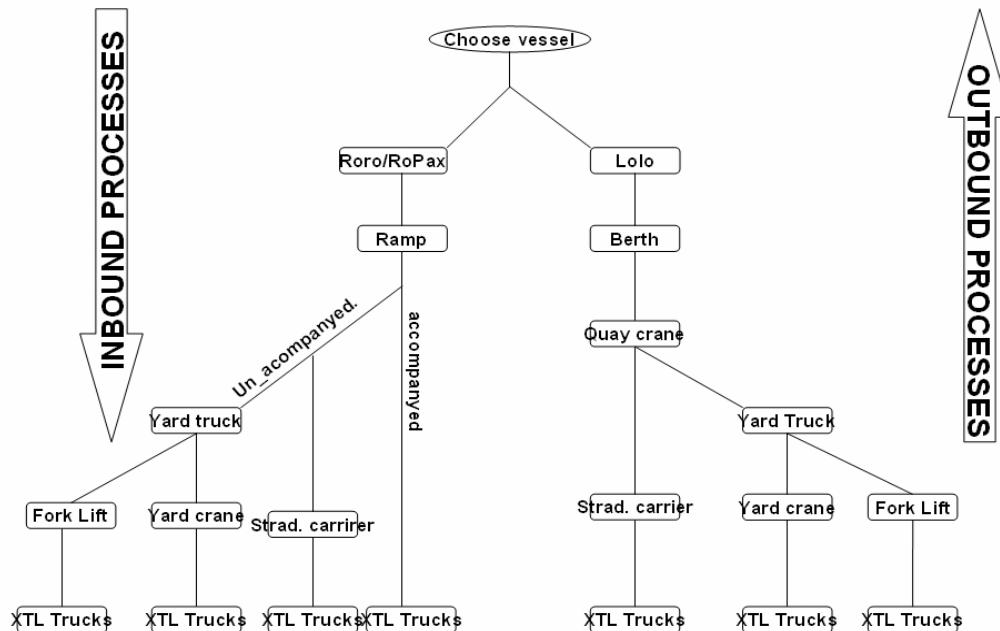 Choose vessel
INBOUND PROCESSES
OUTBOUND PROCESSES
Roro/RoPax
Lolo
Ramp
Berth
Un_acompanyed.
accompanyed
Quay crane
Yard truck
Yard Truck
Fork Lift
Yard crane
Strad. carrirer
Strad. carrier
Yard crane
Fork Lift
XTL Trucks
XTL Trucks
XTL Trucks
XTL Trucks
XTL Trucks
XTL Trucks
XTL Trucks